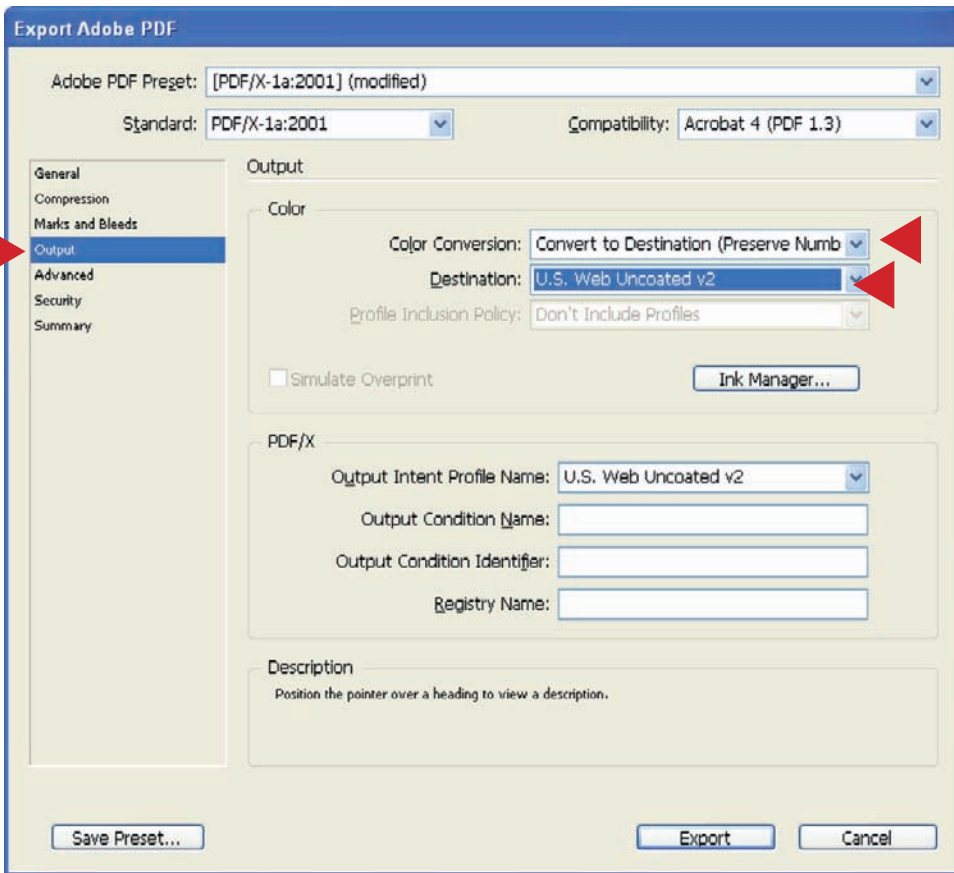 Export Adobe PDF
Adobe PDF Preset: [PDF/X-1a:2001] (modified)
Standard: PDF/X-1a:2001 Compatibility: Acrobat 4 (PDF 1.3)
General
Compression
Marks and Bleeds
Output
Advanced
Security
Summary
Output
Color
Color Conversion: Convert to Destination (Preserve Numb
Destination: U.S. Web Uncoated v2
Profile Inclusion Policy: Don't Include Profiles
Simulate Overprint Ink Manager...
PDF/X
Output Intent Profile Name: U.S. Web Uncoated v2
Output Condition Name:
Output Condition Identifier:
Registry Name:
Description
Position the pointer over a heading to view a description.
Save Preset... Export Cancel